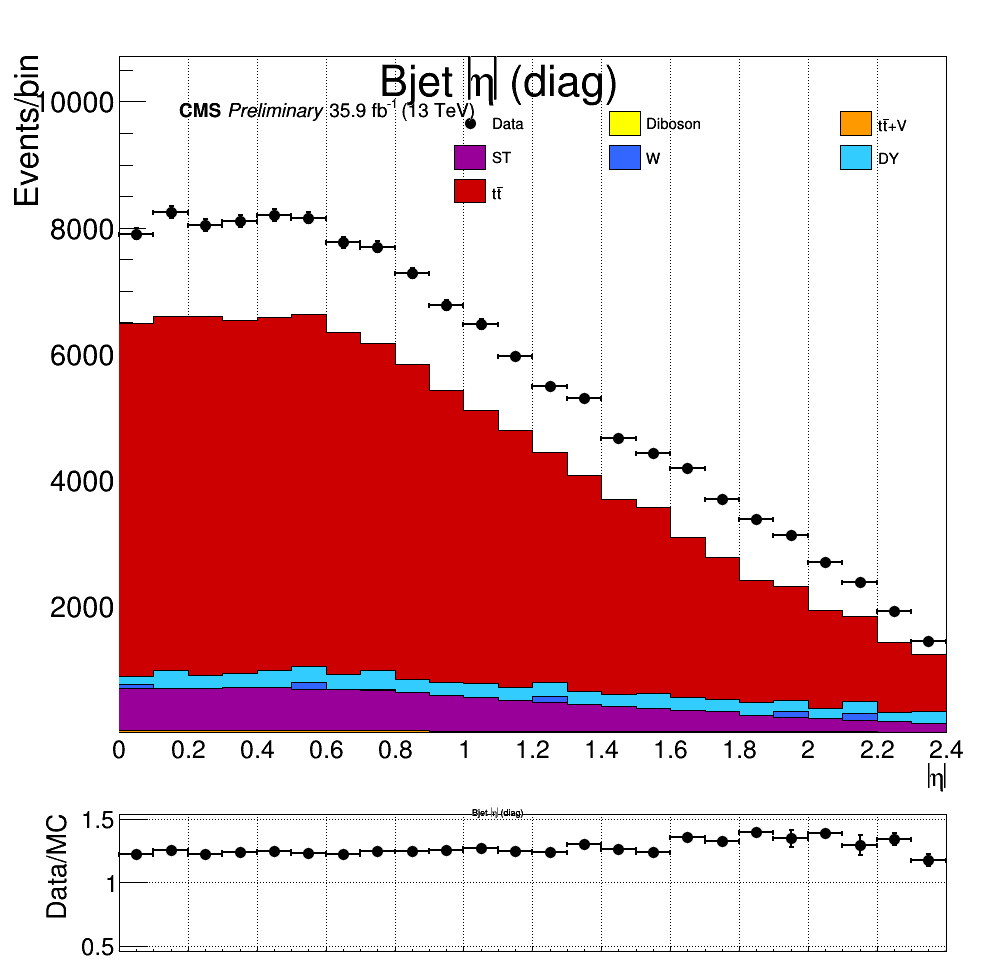 Bjet |η| (diag)
Events/bin
CMS Preliminary 35.9 fb⁻¹ (13 TeV)
Data
Diboson
tt̄+V
ST
W
DY
tt̄
10000
8000
6000
4000
2000
0 0.2 0.4 0.6 0.8 1 1.2 1.4 1.6 1.8 2 2.2 2.4
|η|
Bjet |η| (diag)
Data/MC
1.5
1
0.5